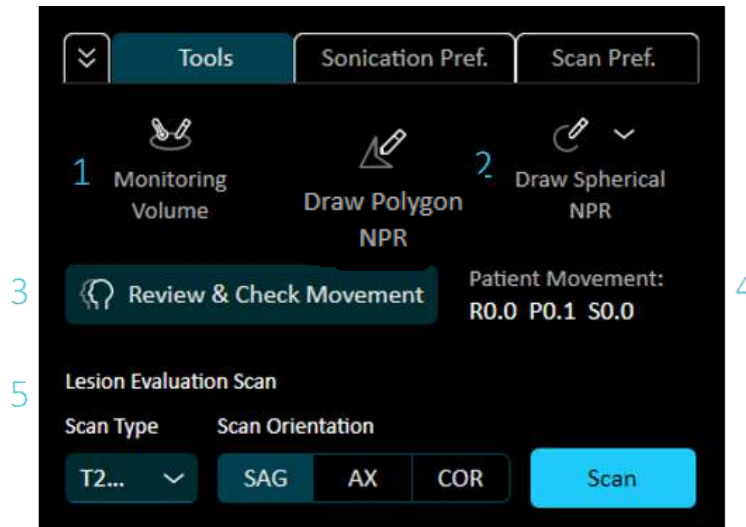 Tools Sonication Pref. Scan Pref.
1 Monitoring Volume
Draw Polygon NPR
2 Draw Spherical NPR
3 Review & Check Movement
Patient Movement:
R0.0 P0.1 S0.0
4
5 Lesion Evaluation Scan
Scan Type Scan Orientation
T2... SAG AX COR Scan